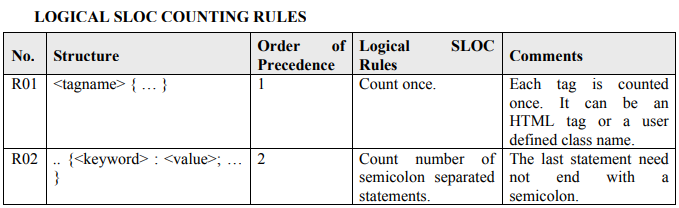 LOGICAL SLOC COUNTING RULES
No. Structure Order of Precedence Logical SLOC Rules Comments
R01 <tagname> { … } 1 Count once. Each tag is counted
once. It can be an
HTML tag or a user
defined class name.
R02 .. {<keyword> : <value>; … 2 Count number of The last statement need
} semicolon separated not end with a
statements. semicolon.